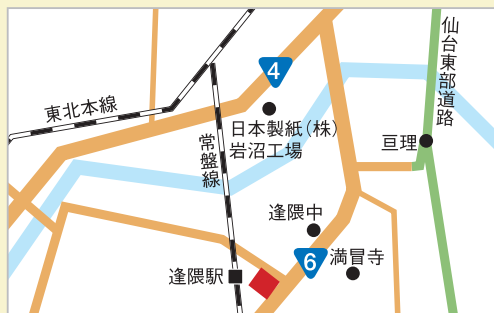 仙台東部道路
4
東北本線
日本製紙(株)
岩沼工場
常盤線
亘理
逢隈中
6
満冒寺
逢隈駅